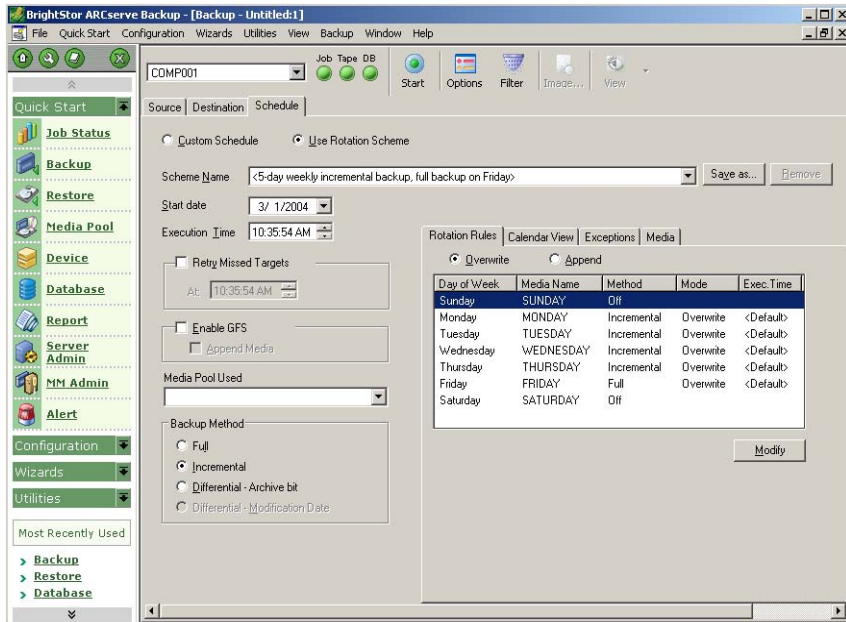 BrightStor ARCserve Backup - [Backup - Untitled:1]
File Quick Start Configuration Wizards Utilities View Backup Window Help
COMP001
Job Tape DB
Start
Options
Filter
Image...
View
Quick Start
Job Status
Backup
Restore
Media Pool
Device
Database
Report
Server Admin
MM Admin
Alert
Configuration
Wizards
Utilities
Most Recently Used
Backup
Restore
Database
Source Destination Schedule
Custom Schedule Use Rotation Scheme
Scheme Name <5-day weekly incremental backup, full backup on Friday> Save as... Remove
Start date 3/ 1/2004
Execution Time 10:35:54 AM
Retry Missed Targets
At: 10:35:54 AM
Enable GFS
Append Media
Media Pool Used
Backup Method
Full
Incremental
Differential - Archive bit
Differential - Modification Date
Rotation Rules Calendar View Exceptions Media
Overwrite Append
Day of Week Media Name Method Mode Exec.Time
Sunday SUNDAY Off
Monday MONDAY Incremental Overwrite <Default>
Tuesday TUESDAY Incremental Overwrite <Default>
Wednesday WEDNESDAY Incremental Overwrite <Default>
Thursday THURSDAY Incremental Overwrite <Default>
Friday FRIDAY Full Overwrite <Default>
Saturday SATURDAY Off
Modify